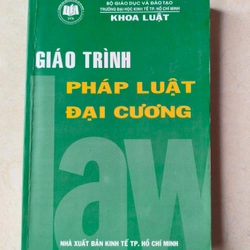 BỘ GIÁO DỤC VÀ ĐÀO TẠO
TRƯỜNG ĐẠI HỌC KINH TẾ TP. HỒ CHÍ MINH
KHOA LUẬT
GIÁO TRÌNH
PHÁP LUẬT
ĐẠI CƯƠNG
law
NHÀ XUẤT BẢN KINH TẾ TP. HỒ CHÍ MINH